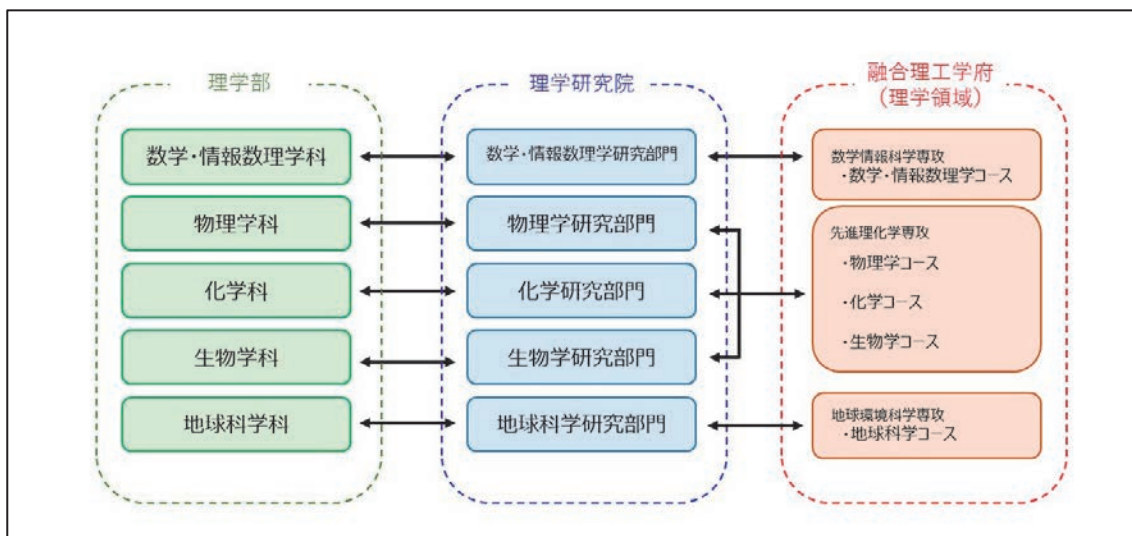 理学部
数学・情報数理学科
物理学科
化学科
生物学科
地球科学科
理学研究院
数学・情報数理学研究部門
物理学研究部門
化学研究部門
生物学研究部門
地球科学研究部門
融合理工学府
(理学領域)
数学情報科学専攻
・数学・情報数理学コース
先進理化学専攻
・物理学コース
・化学コース
・生物学コース
地球環境科学専攻
・地球科学コース